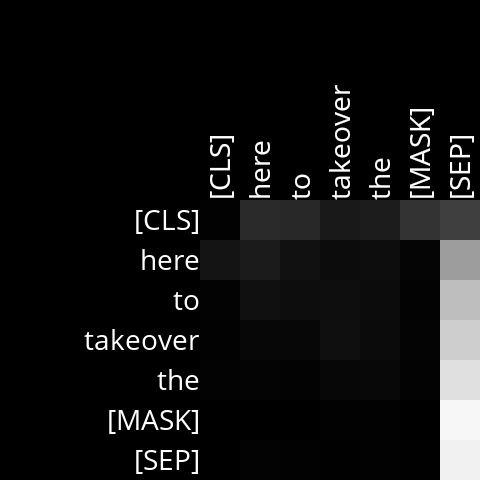 [CLS] here to takeover the [MASK] [SEP]
[CLS]
here
to
takeover
the
[MASK]
[SEP]